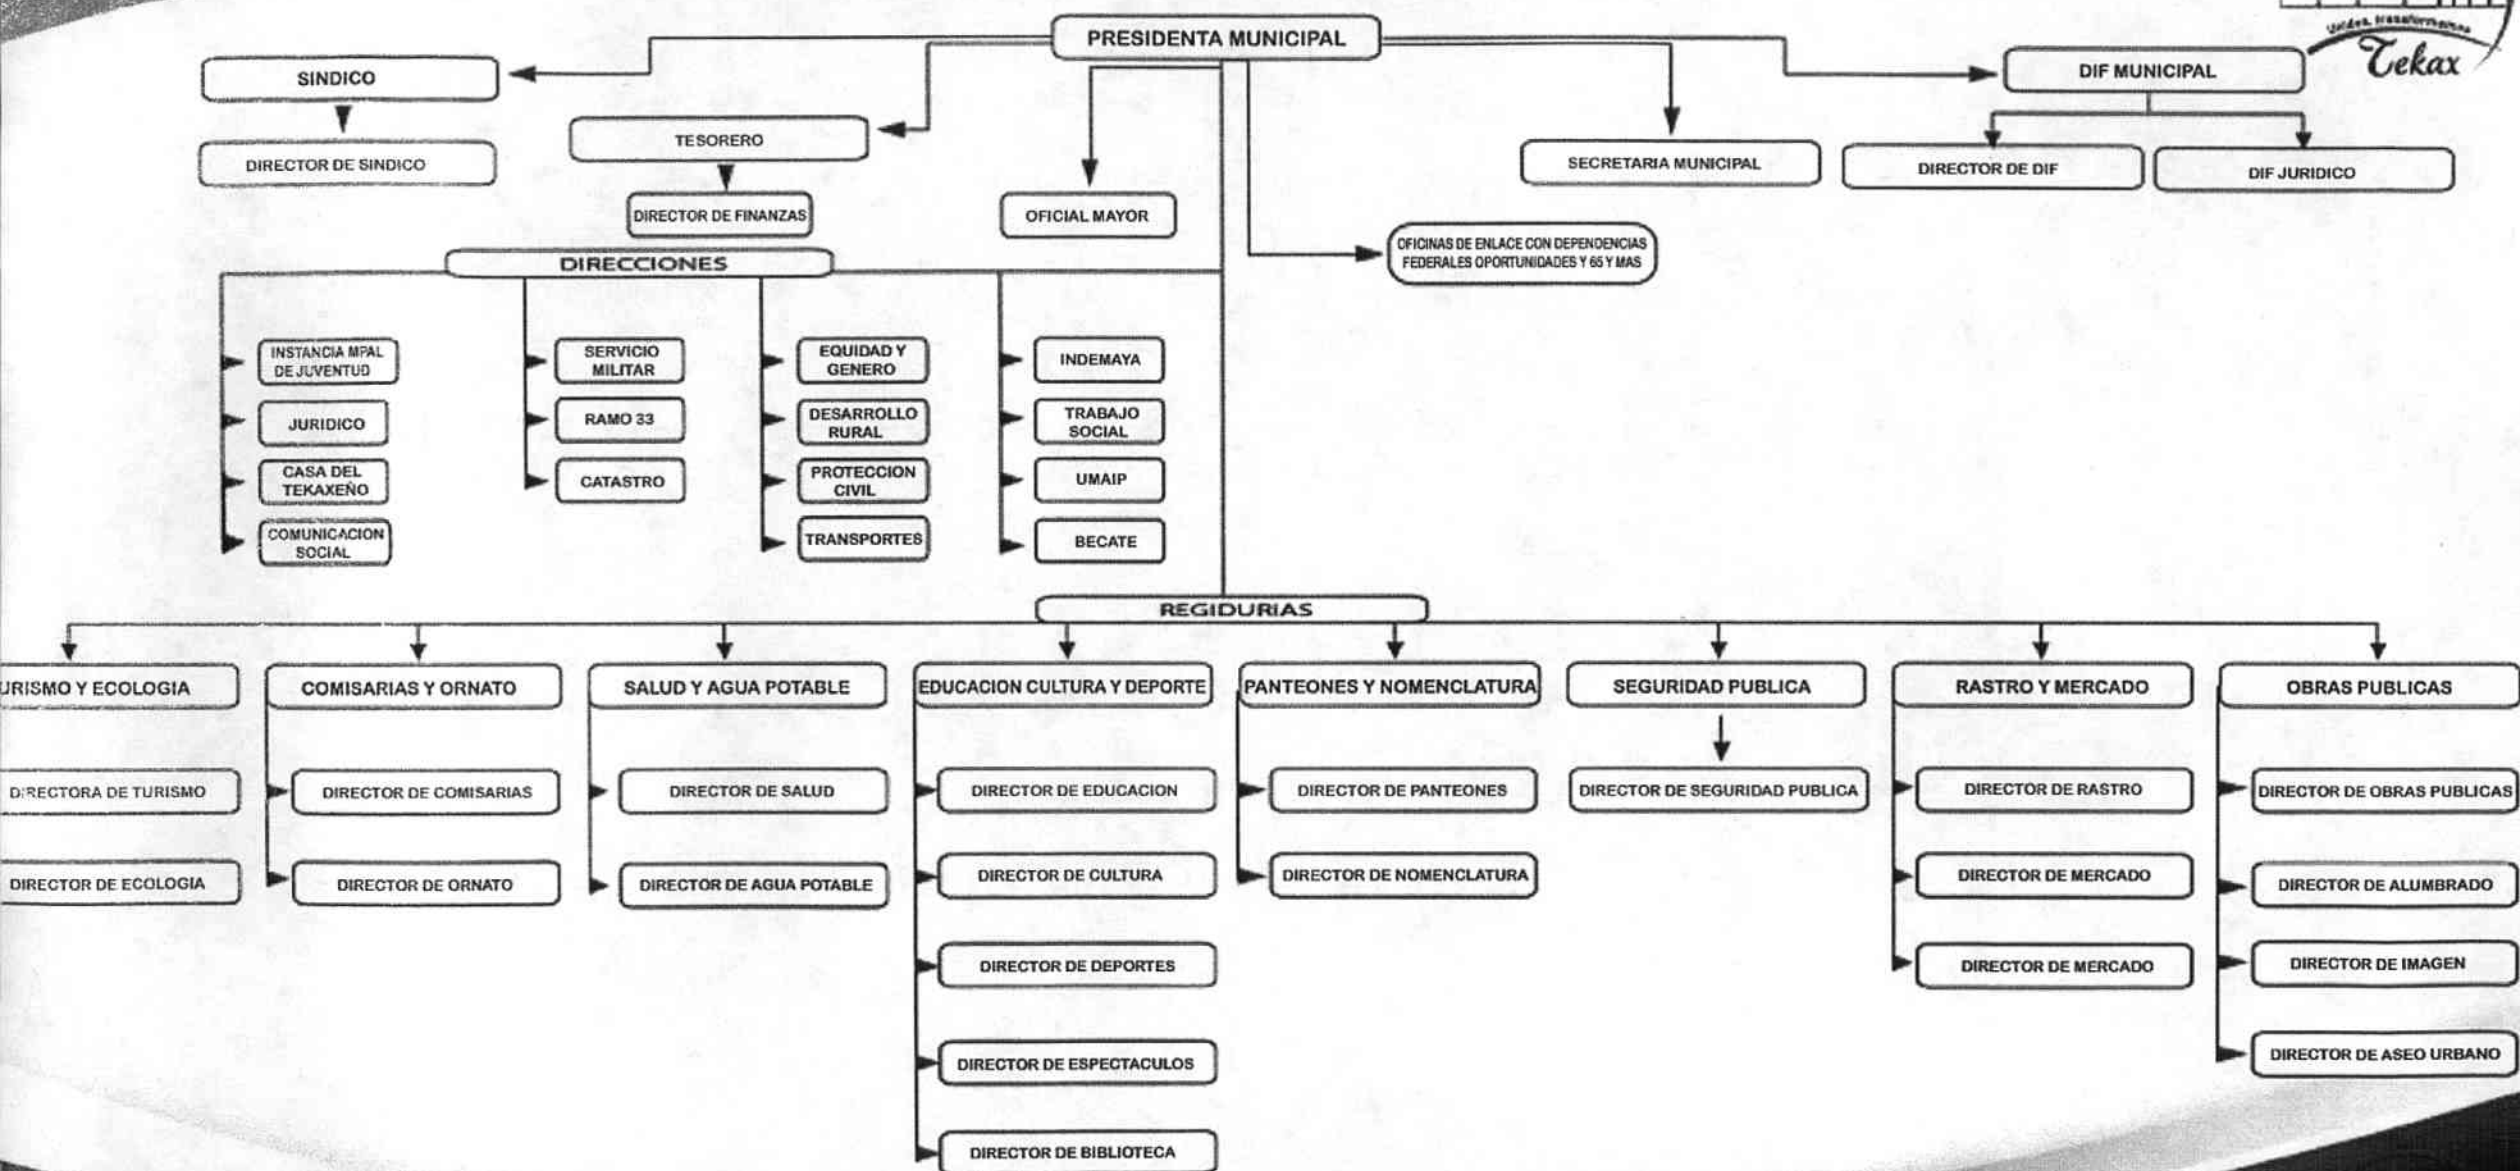 Unidos, transformemos
Tekax
PRESIDENTA MUNICIPAL
SINDICO
DIRECTOR DE SINDICO
TESORERO
DIRECTOR DE FINANZAS
OFICIAL MAYOR
SECRETARIA MUNICIPAL
DIF MUNICIPAL
DIRECTOR DE DIF
DIF JURIDICO
OFICINAS DE ENLACE CON DEPENDENCIAS
FEDERALES OPORTUNIDADES Y 65 Y MAS
DIRECCIONES
INSTANCIA MPAL
DE JUVENTUD
JURIDICO
CASA DEL
TEKAXEÑO
COMUNICACION
SOCIAL
SERVICIO
MILITAR
RAMO 33
CATASTRO
EQUIDAD Y
GENERO
DESARROLLO
RURAL
PROTECCION
CIVIL
TRANSPORTES
INDEMAYA
TRABAJO
SOCIAL
UMAIP
BECATE
REGIDURIAS
URISMO Y ECOLOGIA
DIRECTORA DE TURISMO
DIRECTOR DE ECOLOGIA
COMISARIAS Y ORNATO
DIRECTOR DE COMISARIAS
DIRECTOR DE ORNATO
SALUD Y AGUA POTABLE
DIRECTOR DE SALUD
DIRECTOR DE AGUA POTABLE
EDUCACION CULTURA Y DEPORTE
DIRECTOR DE EDUCACION
DIRECTOR DE CULTURA
DIRECTOR DE DEPORTES
DIRECTOR DE ESPECTACULOS
DIRECTOR DE BIBLIOTECA
PANTEONES Y NOMENCLATURA
DIRECTOR DE PANTEONES
DIRECTOR DE NOMENCLATURA
SEGURIDAD PUBLICA
DIRECTOR DE SEGURIDAD PUBLICA
RASTRO Y MERCADO
DIRECTOR DE RASTRO
DIRECTOR DE MERCADO
DIRECTOR DE MERCADO
OBRAS PUBLICAS
DIRECTOR DE OBRAS PUBLICAS
DIRECTOR DE ALUMBRADO
DIRECTOR DE IMAGEN
DIRECTOR DE ASEO URBANO